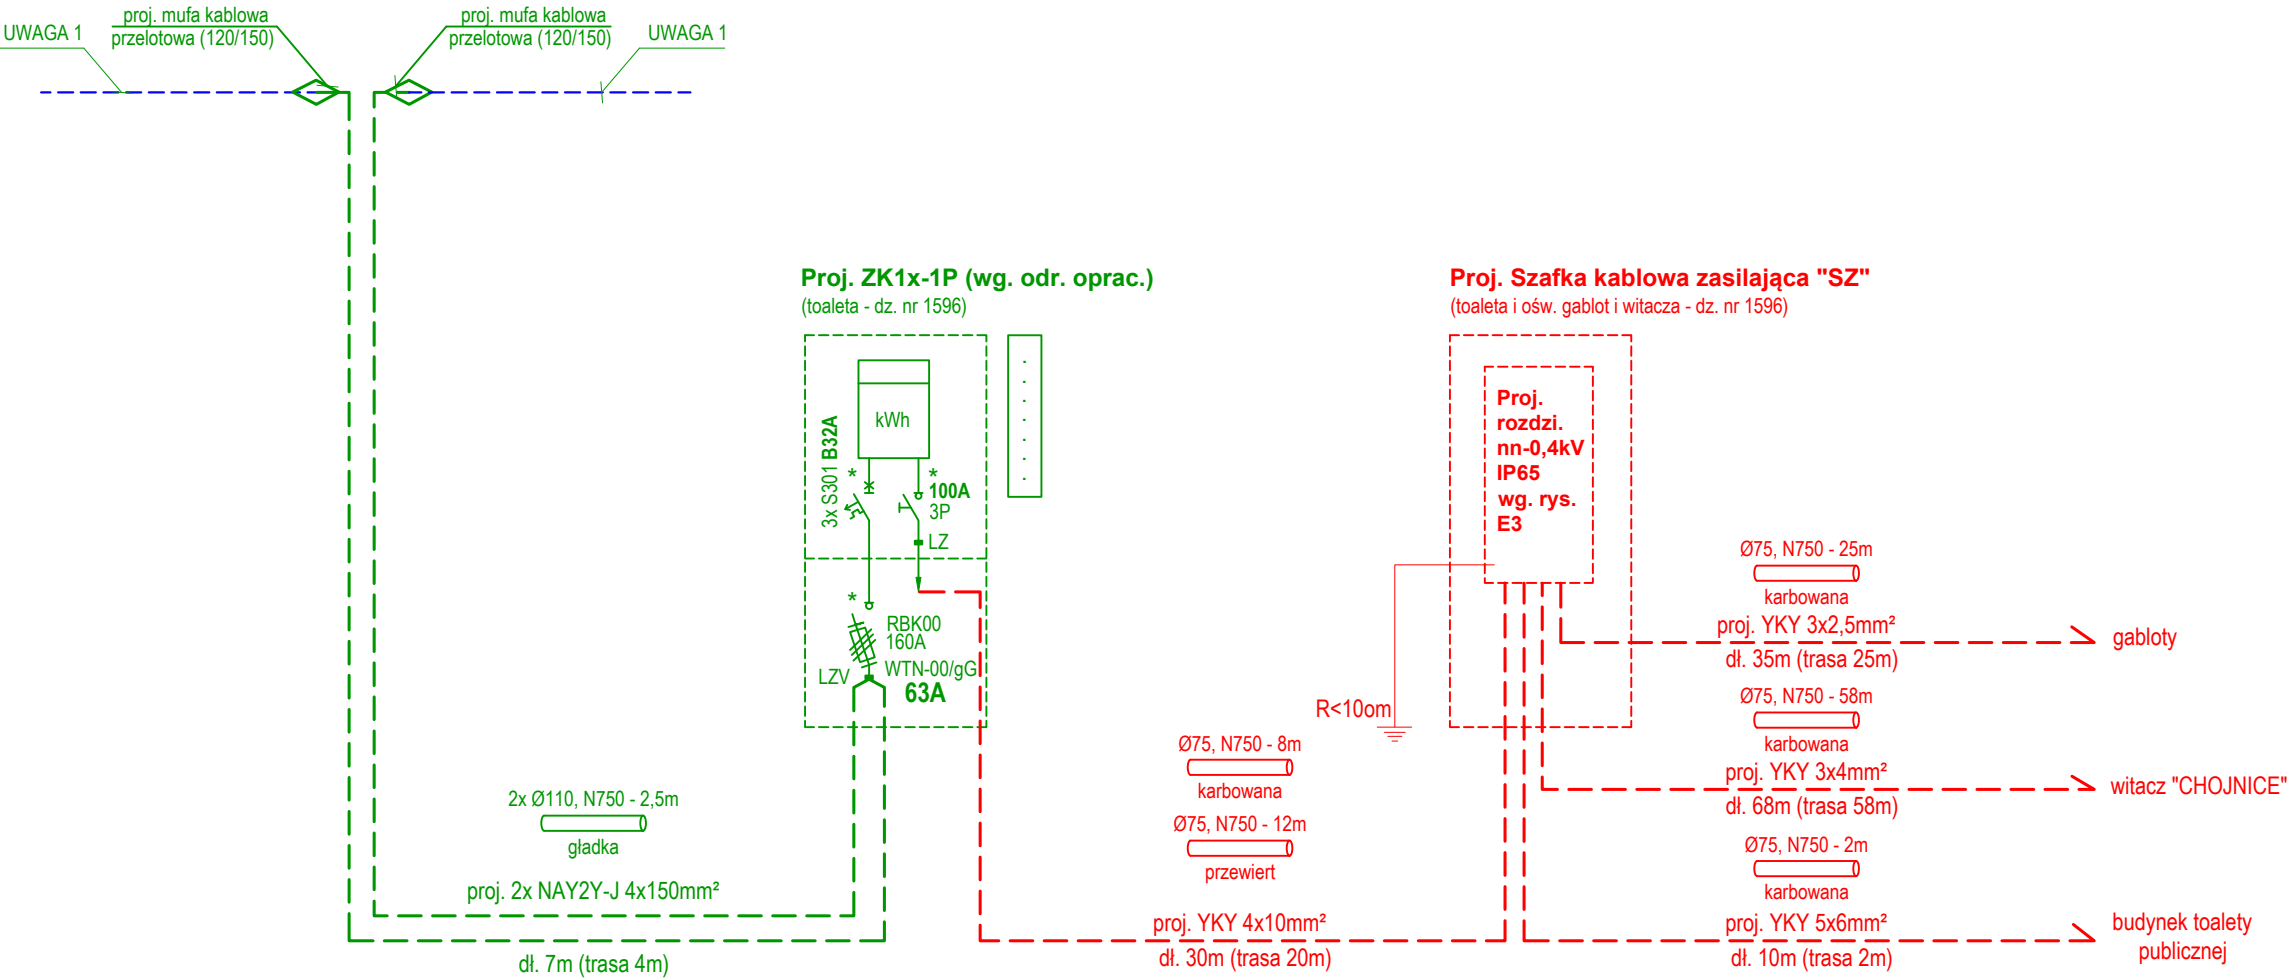 UWAGA 1
proj. mufa kablowa
przelotowa (120/150)
proj. mufa kablowa
przelotowa (120/150)
UWAGA 1
Proj. ZK1x-1P (wg. odr. oprac.)
(toaleta - dz. nr 1596)
kWh
3x S301 B32A
*
*
100A
3P
LZ
*
RBK00
160A
LZV
WTN-00/gG
63A
2x Ø110, N750 - 2,5m
gładka
proj. 2x NAY2Y-J 4x150mm²
dł. 7m (trasa 4m)
Proj. Szafka kablowa zasilająca "SZ"
(toaleta i ośw. gablot i witacza - dz. nr 1596)
Proj.
rozdzi.
nn-0,4kV
IP65
wg. rys.
E3
R<10om
Ø75, N750 - 8m
karbowana
Ø75, N750 - 12m
przewiert
proj. YKY 4x10mm²
dł. 30m (trasa 20m)
Ø75, N750 - 25m
karbowana
proj. YKY 3x2,5mm²
dł. 35m (trasa 25m)
gabloty
Ø75, N750 - 58m
karbowana
proj. YKY 3x4mm²
dł. 68m (trasa 58m)
witacz "CHOJNICE"
Ø75, N750 - 2m
karbowana
proj. YKY 5x6mm²
dł. 10m (trasa 2m)
budynek toalety
publicznej